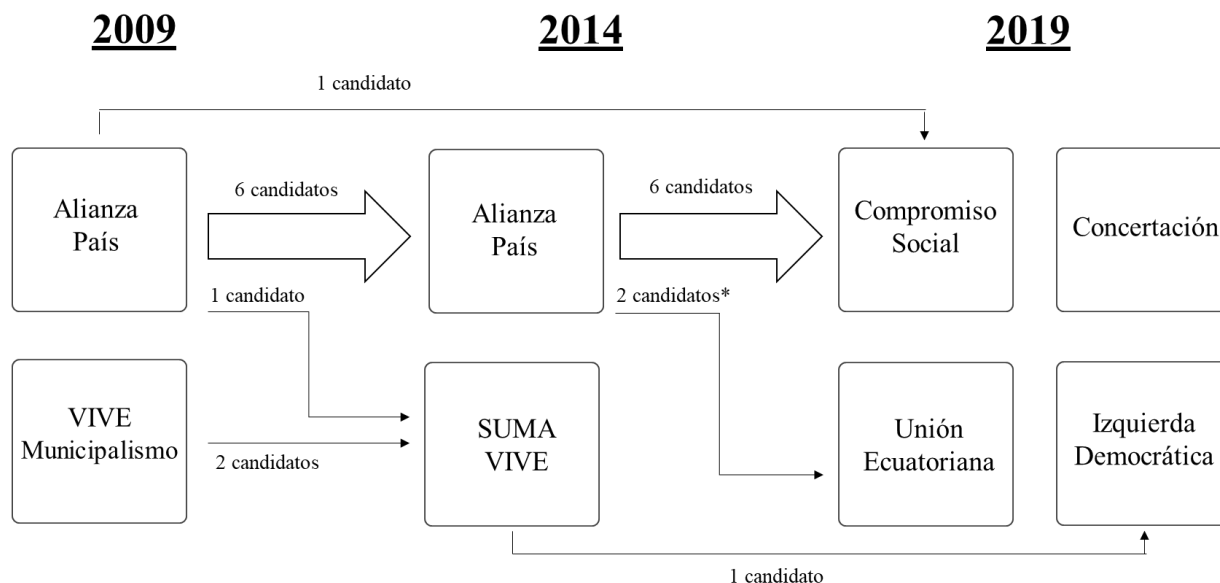 2009
2014
2019
1 candidato
Alianza
País
6 candidatos
Alianza
País
6 candidatos
Compromiso
Social
Concertación
1 candidato
2 candidatos*
VIVE
Municipalismo
2 candidatos
SUMA
VIVE
Unión
Ecuatoriana
Izquierda
Democrática
1 candidato